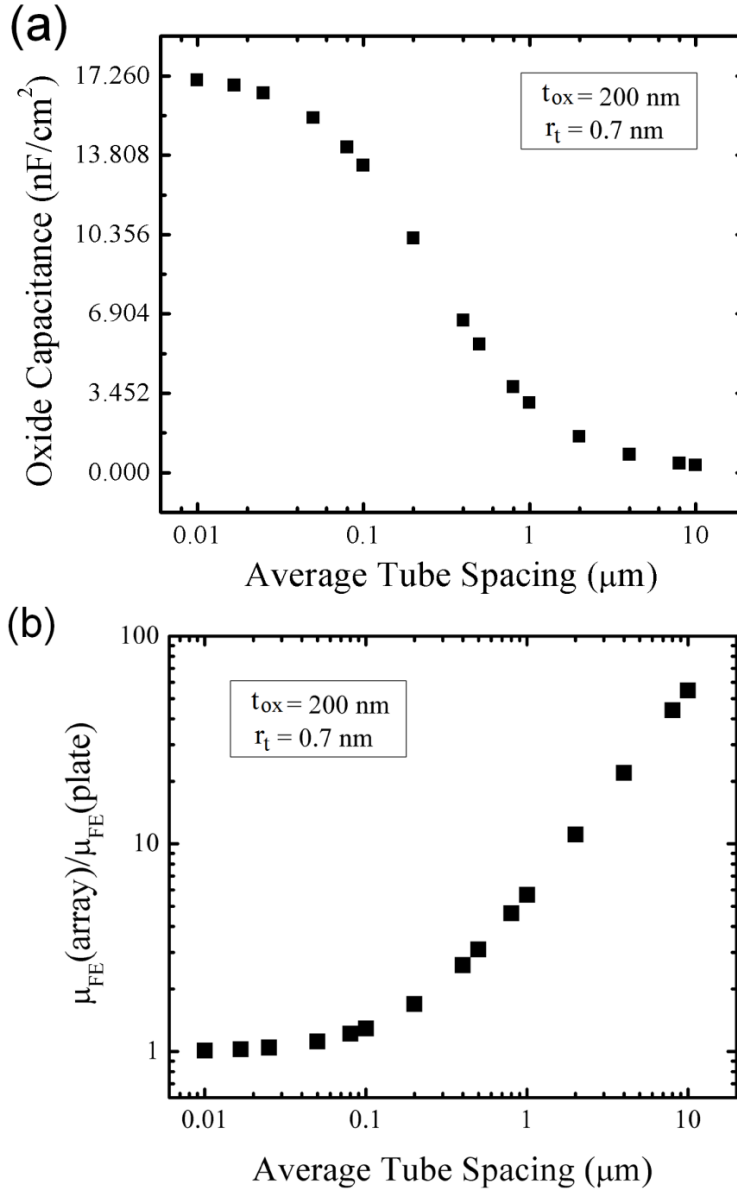 (a)
Oxide Capacitance (nF/cm²)
17.260
13.808
10.356
6.904
3.452
0.000
t_ox = 200 nm
r_t = 0.7 nm
0.01 0.1 1 10
Average Tube Spacing (μm)
(b)
μ_FE(array)/μ_FE(plate)
100
10
1
t_ox = 200 nm
r_t = 0.7 nm
0.01 0.1 1 10
Average Tube Spacing (μm)